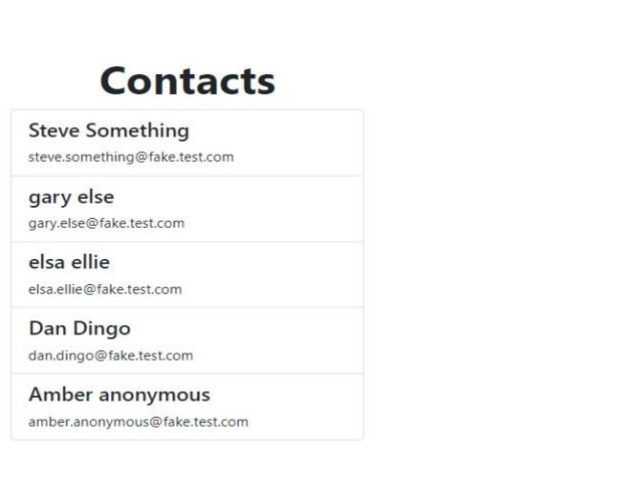 Contacts
Steve Something
steve.something@fake.test.com
gary else
gary.else@fake.test.com
elsa ellie
elsa.ellie@fake.test.com
Dan Dingo
dan.dingo@fake.test.com
Amber anonymous
amber.anonymous@fake.test.com